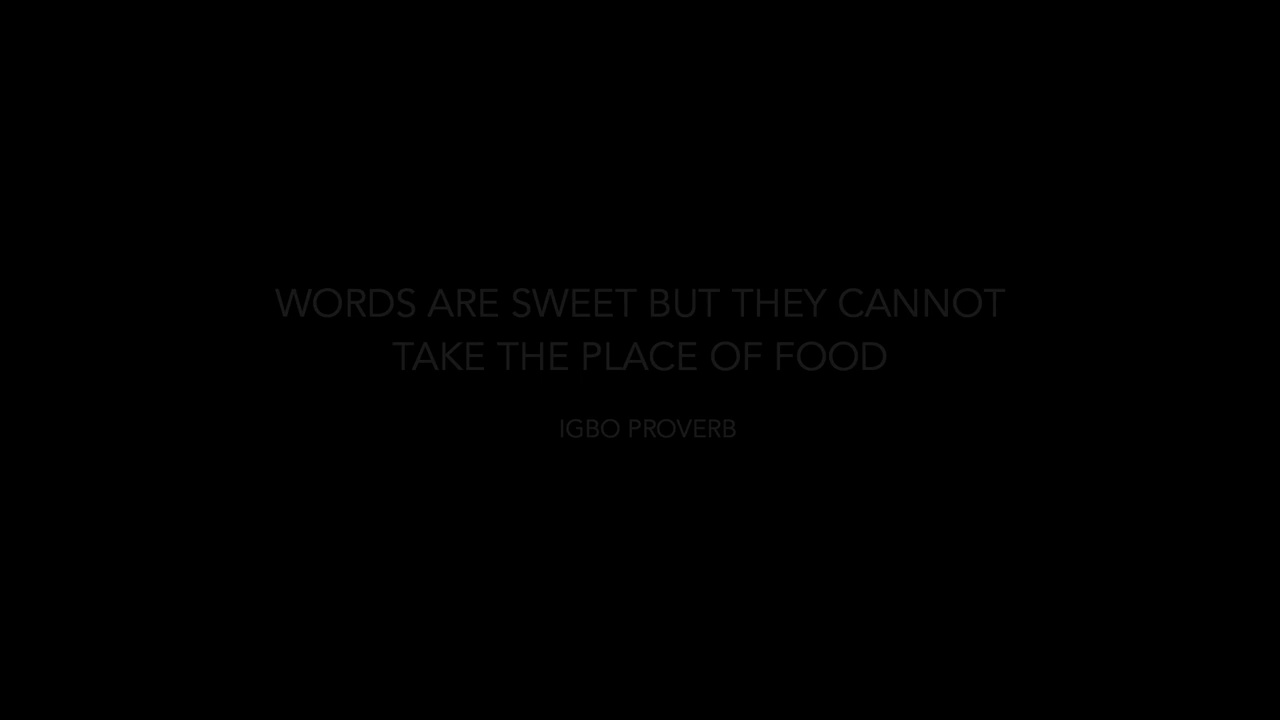 WORDS ARE SWEET BUT THEY CANNOT
TAKE THE PLACE OF FOOD
IGBO PROVERB